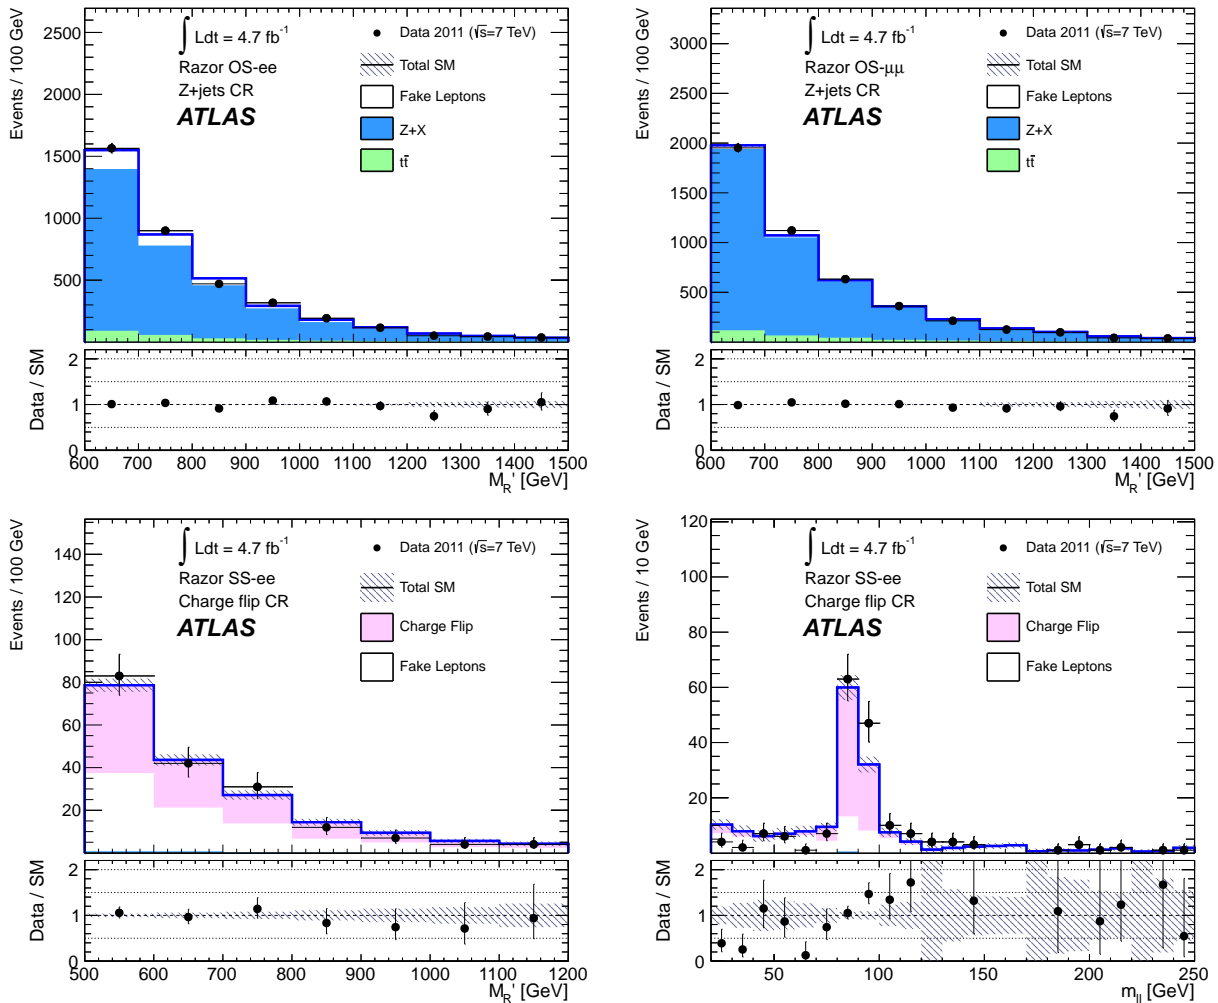 Events / 100 GeV
2500
2000
1500
1000
500
∫ Ldt = 4.7 fb⁻¹
Razor OS-ee
Z+jets CR
ATLAS
Data 2011 (√s=7 TeV)
Total SM
Fake Leptons
Z+X
tt̄
Data / SM
2
1
0
600 700 800 900 1000 1100 1200 1300 1400 1500
M_R' [GeV]
Events / 100 GeV
3000
2500
2000
1500
1000
500
∫ Ldt = 4.7 fb⁻¹
Razor OS-μμ
Z+jets CR
ATLAS
Data 2011 (√s=7 TeV)
Total SM
Fake Leptons
Z+X
tt̄
Data / SM
2
1
0
600 700 800 900 1000 1100 1200 1300 1400 1500
M_R' [GeV]
Events / 100 GeV
140
120
100
80
60
40
20
∫ Ldt = 4.7 fb⁻¹
Razor SS-ee
Charge flip CR
ATLAS
Data 2011 (√s=7 TeV)
Total SM
Charge Flip
Fake Leptons
Data / SM
2
1
0
500 600 700 800 900 1000 1100 1200
M_R' [GeV]
Events / 10 GeV
120
100
80
60
40
20
∫ Ldt = 4.7 fb⁻¹
Razor SS-ee
Charge flip CR
ATLAS
Data 2011 (√s=7 TeV)
Total SM
Charge Flip
Fake Leptons
Data / SM
2
1
0
50 100 150 200 250
m_ll [GeV]